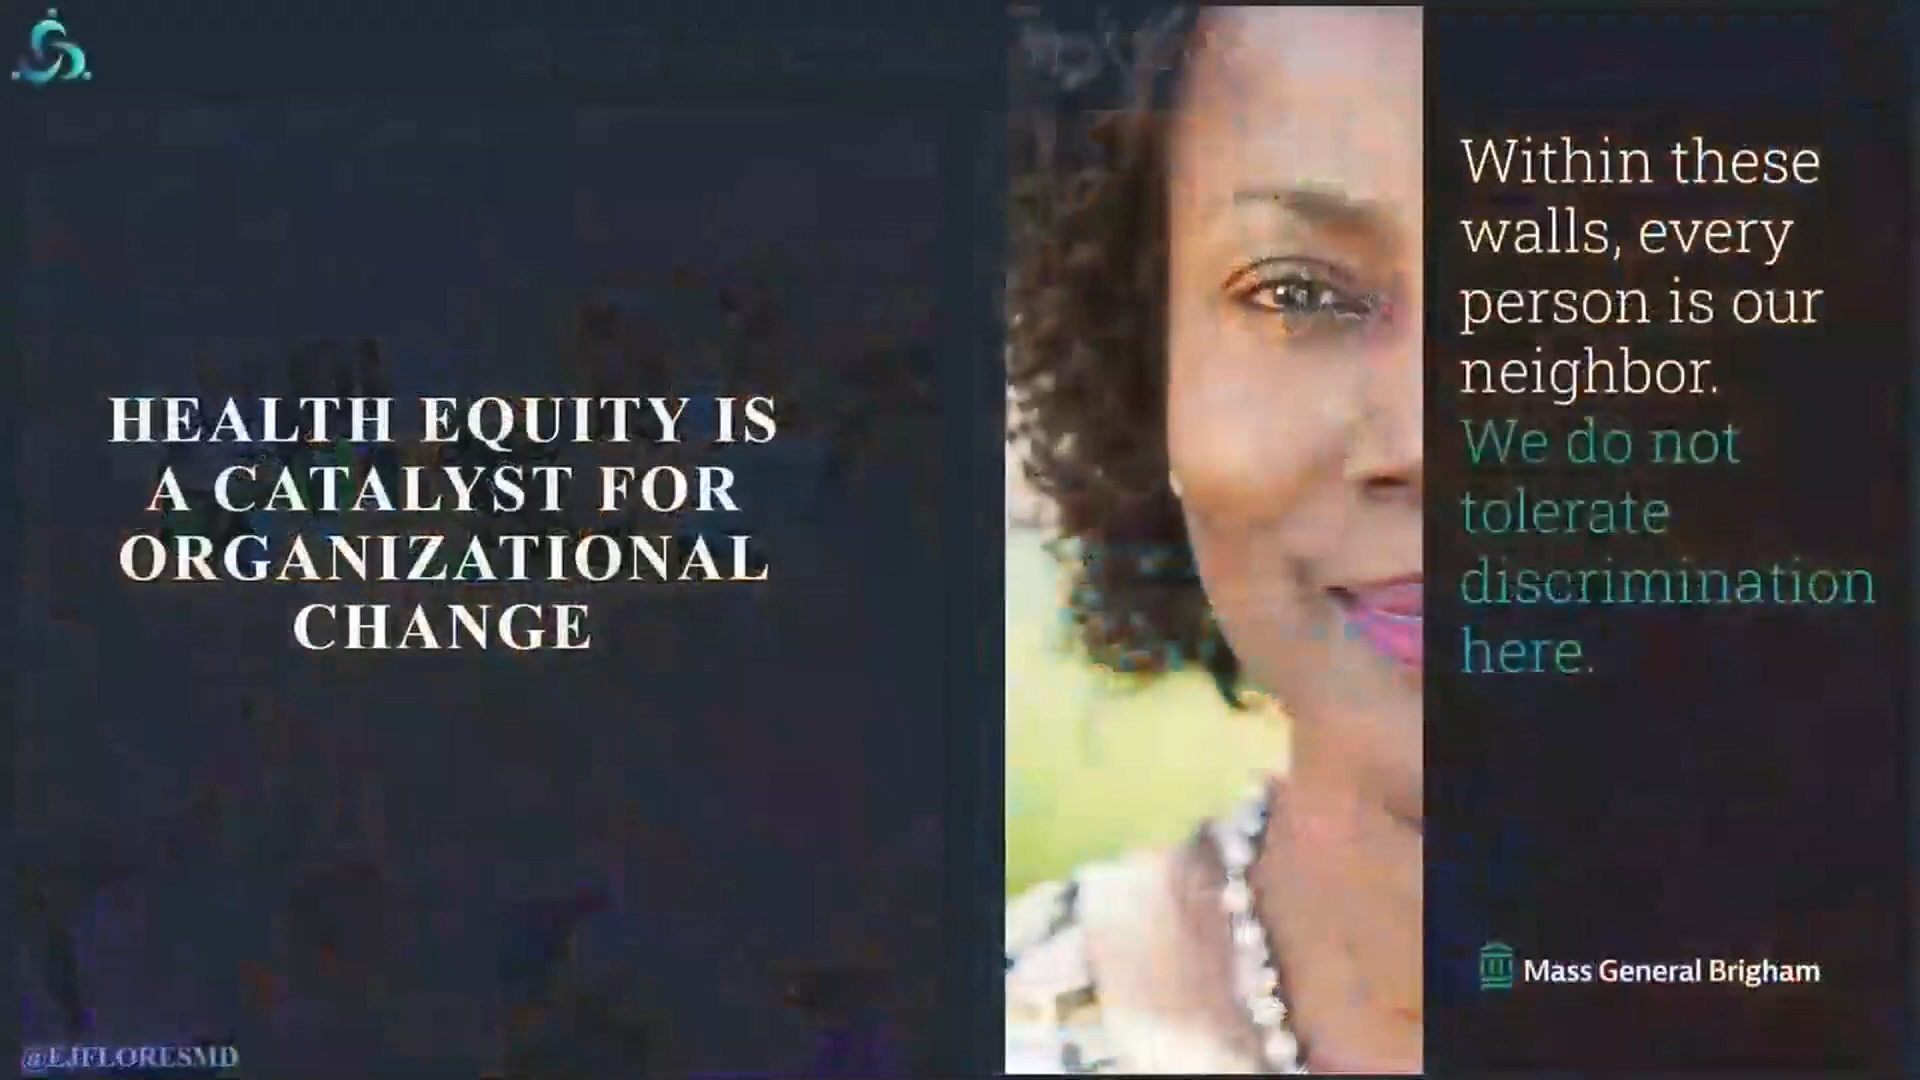 HEALTH EQUITY IS
A CATALYST FOR
ORGANIZATIONAL
CHANGE
Within these
walls, every
person is our
neighbor.
We do not
tolerate
discrimination
here.
Mass General Brigham
@EJFLORESMD